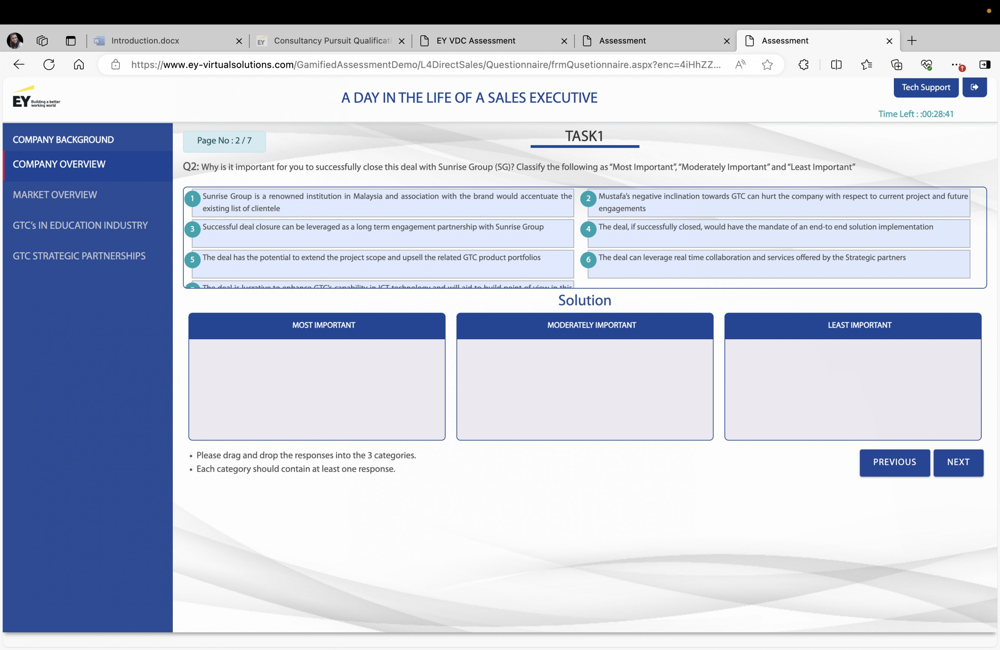 Introduction.docx
Consultancy Pursuit Qualificati
EY VDC Assessment
Assessment
Assessment
https://www.ey-virtualsolutions.com/GamifiedAssessmentDemo/L4DirectSales/Questionnaire/frmQusetionnaire.aspx?enc=4iHhZZ...
EY Building a better
working world
A DAY IN THE LIFE OF A SALES EXECUTIVE
Tech Support
Time Left : :00:28:41
COMPANY BACKGROUND
COMPANY OVERVIEW
MARKET OVERVIEW
GTC's IN EDUCATION INDUSTRY
GTC STRATEGIC PARTNERSHIPS
Page No : 2 / 7
TASK1
Q2: Why is it important for you to successfully close this deal with Sunrise Group (SG)? Classify the following as “Most Important”, “Moderately Important” and “Least Important”
1 Sunrise Group is a renowned institution in Malaysia and association with the brand would accentuate the
existing list of clientele
2 Mustafa's negative inclination towards GTC can hurt the company with respect to current project and future
engagements
3 Successful deal closure can be leveraged as a long term engagement partnership with Sunrise Group
4 The deal, if successfully closed, would have the mandate of an end-to end solution implementation
5 The deal has the potential to extend the project scope and upsell the related GTC product portfolios
6 The deal can leverage real time collaboration and services offered by the Strategic partners
The deal is lucrative to enhance GTC's capability in ICT technology and will aid to build point of view in this
Solution
MOST IMPORTANT
MODERATELY IMPORTANT
LEAST IMPORTANT
• Please drag and drop the responses into the 3 categories.
• Each category should contain at least one response.
PREVIOUS
NEXT